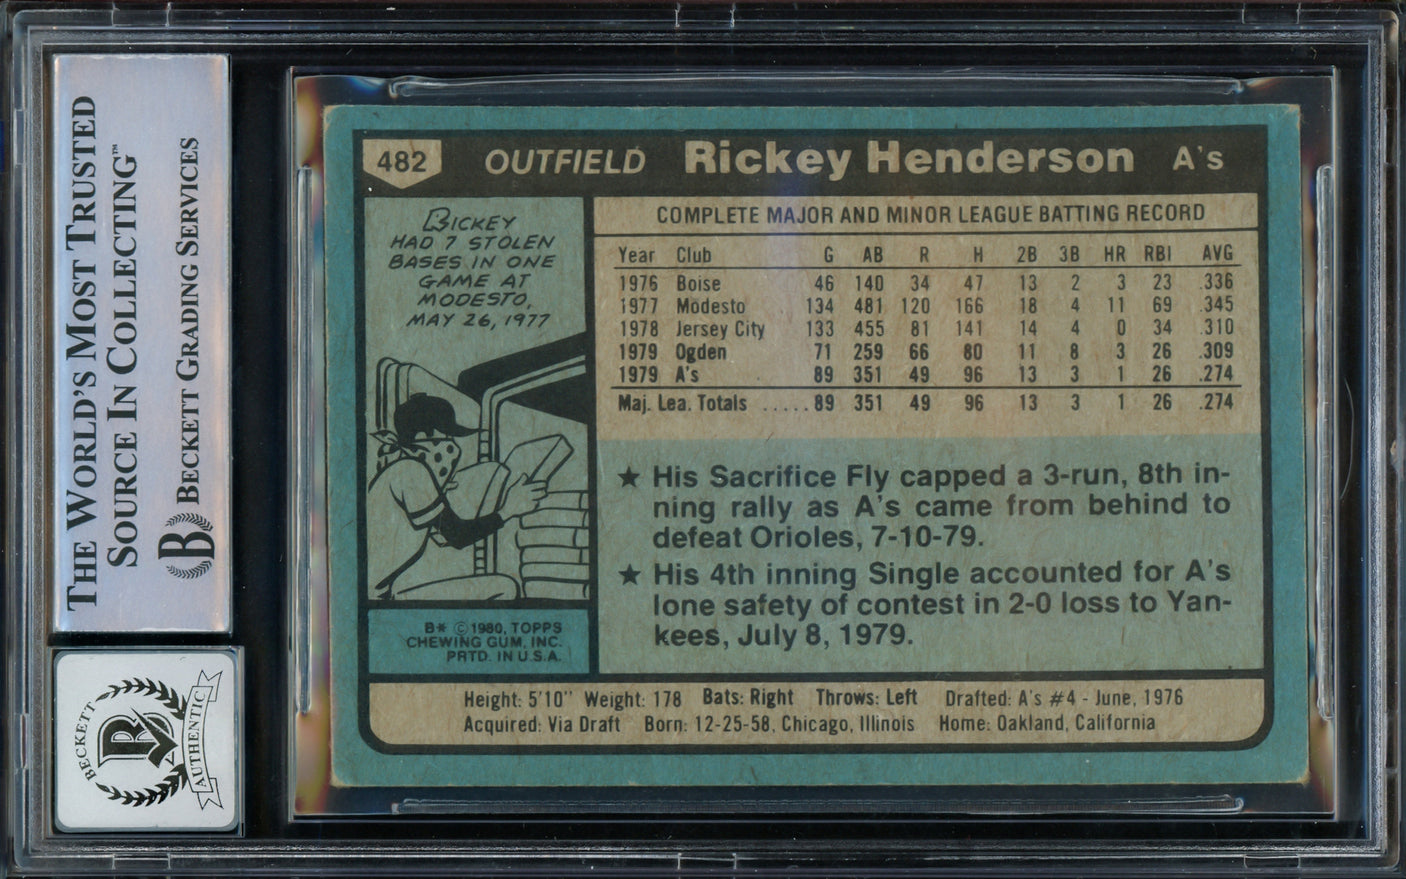 THE WORLD'S MOST TRUSTED
SOURCE IN COLLECTING™
BECKETT GRADING SERVICES
BECKETT
AUTHENTIC
482 OUTFIELD Rickey Henderson A's
RICKEY
HAD 7 STOLEN
BASES IN ONE
GAME AT
MODESTO,
MAY 26, 1977
COMPLETE MAJOR AND MINOR LEAGUE BATTING RECORD
Year Club G AB R H 2B 3B HR RBI AVG
1976 Boise 46 140 34 47 13 2 3 23 .336
1977 Modesto 134 481 120 166 18 4 11 69 .345
1978 Jersey City 133 455 81 141 14 4 0 34 .310
1979 Ogden 71 259 66 80 11 8 3 26 .309
1979 A's 89 351 49 96 13 3 1 26 .274
Maj. Lea. Totals .....89 351 49 96 13 3 1 26 .274
★ His Sacrifice Fly capped a 3-run, 8th in-
ning rally as A's came from behind to
defeat Orioles, 7-10-79.
★ His 4th inning Single accounted for A's
lone safety of contest in 2-0 loss to Yan-
kees, July 8, 1979.
B* © 1980, TOPPS
CHEWING GUM, INC.
PRTD. IN U.S.A.
Height: 5'10" Weight: 178 Bats: Right Throws: Left Drafted: A's #4 - June, 1976
Acquired: Via Draft Born: 12-25-58, Chicago, Illinois Home: Oakland, California